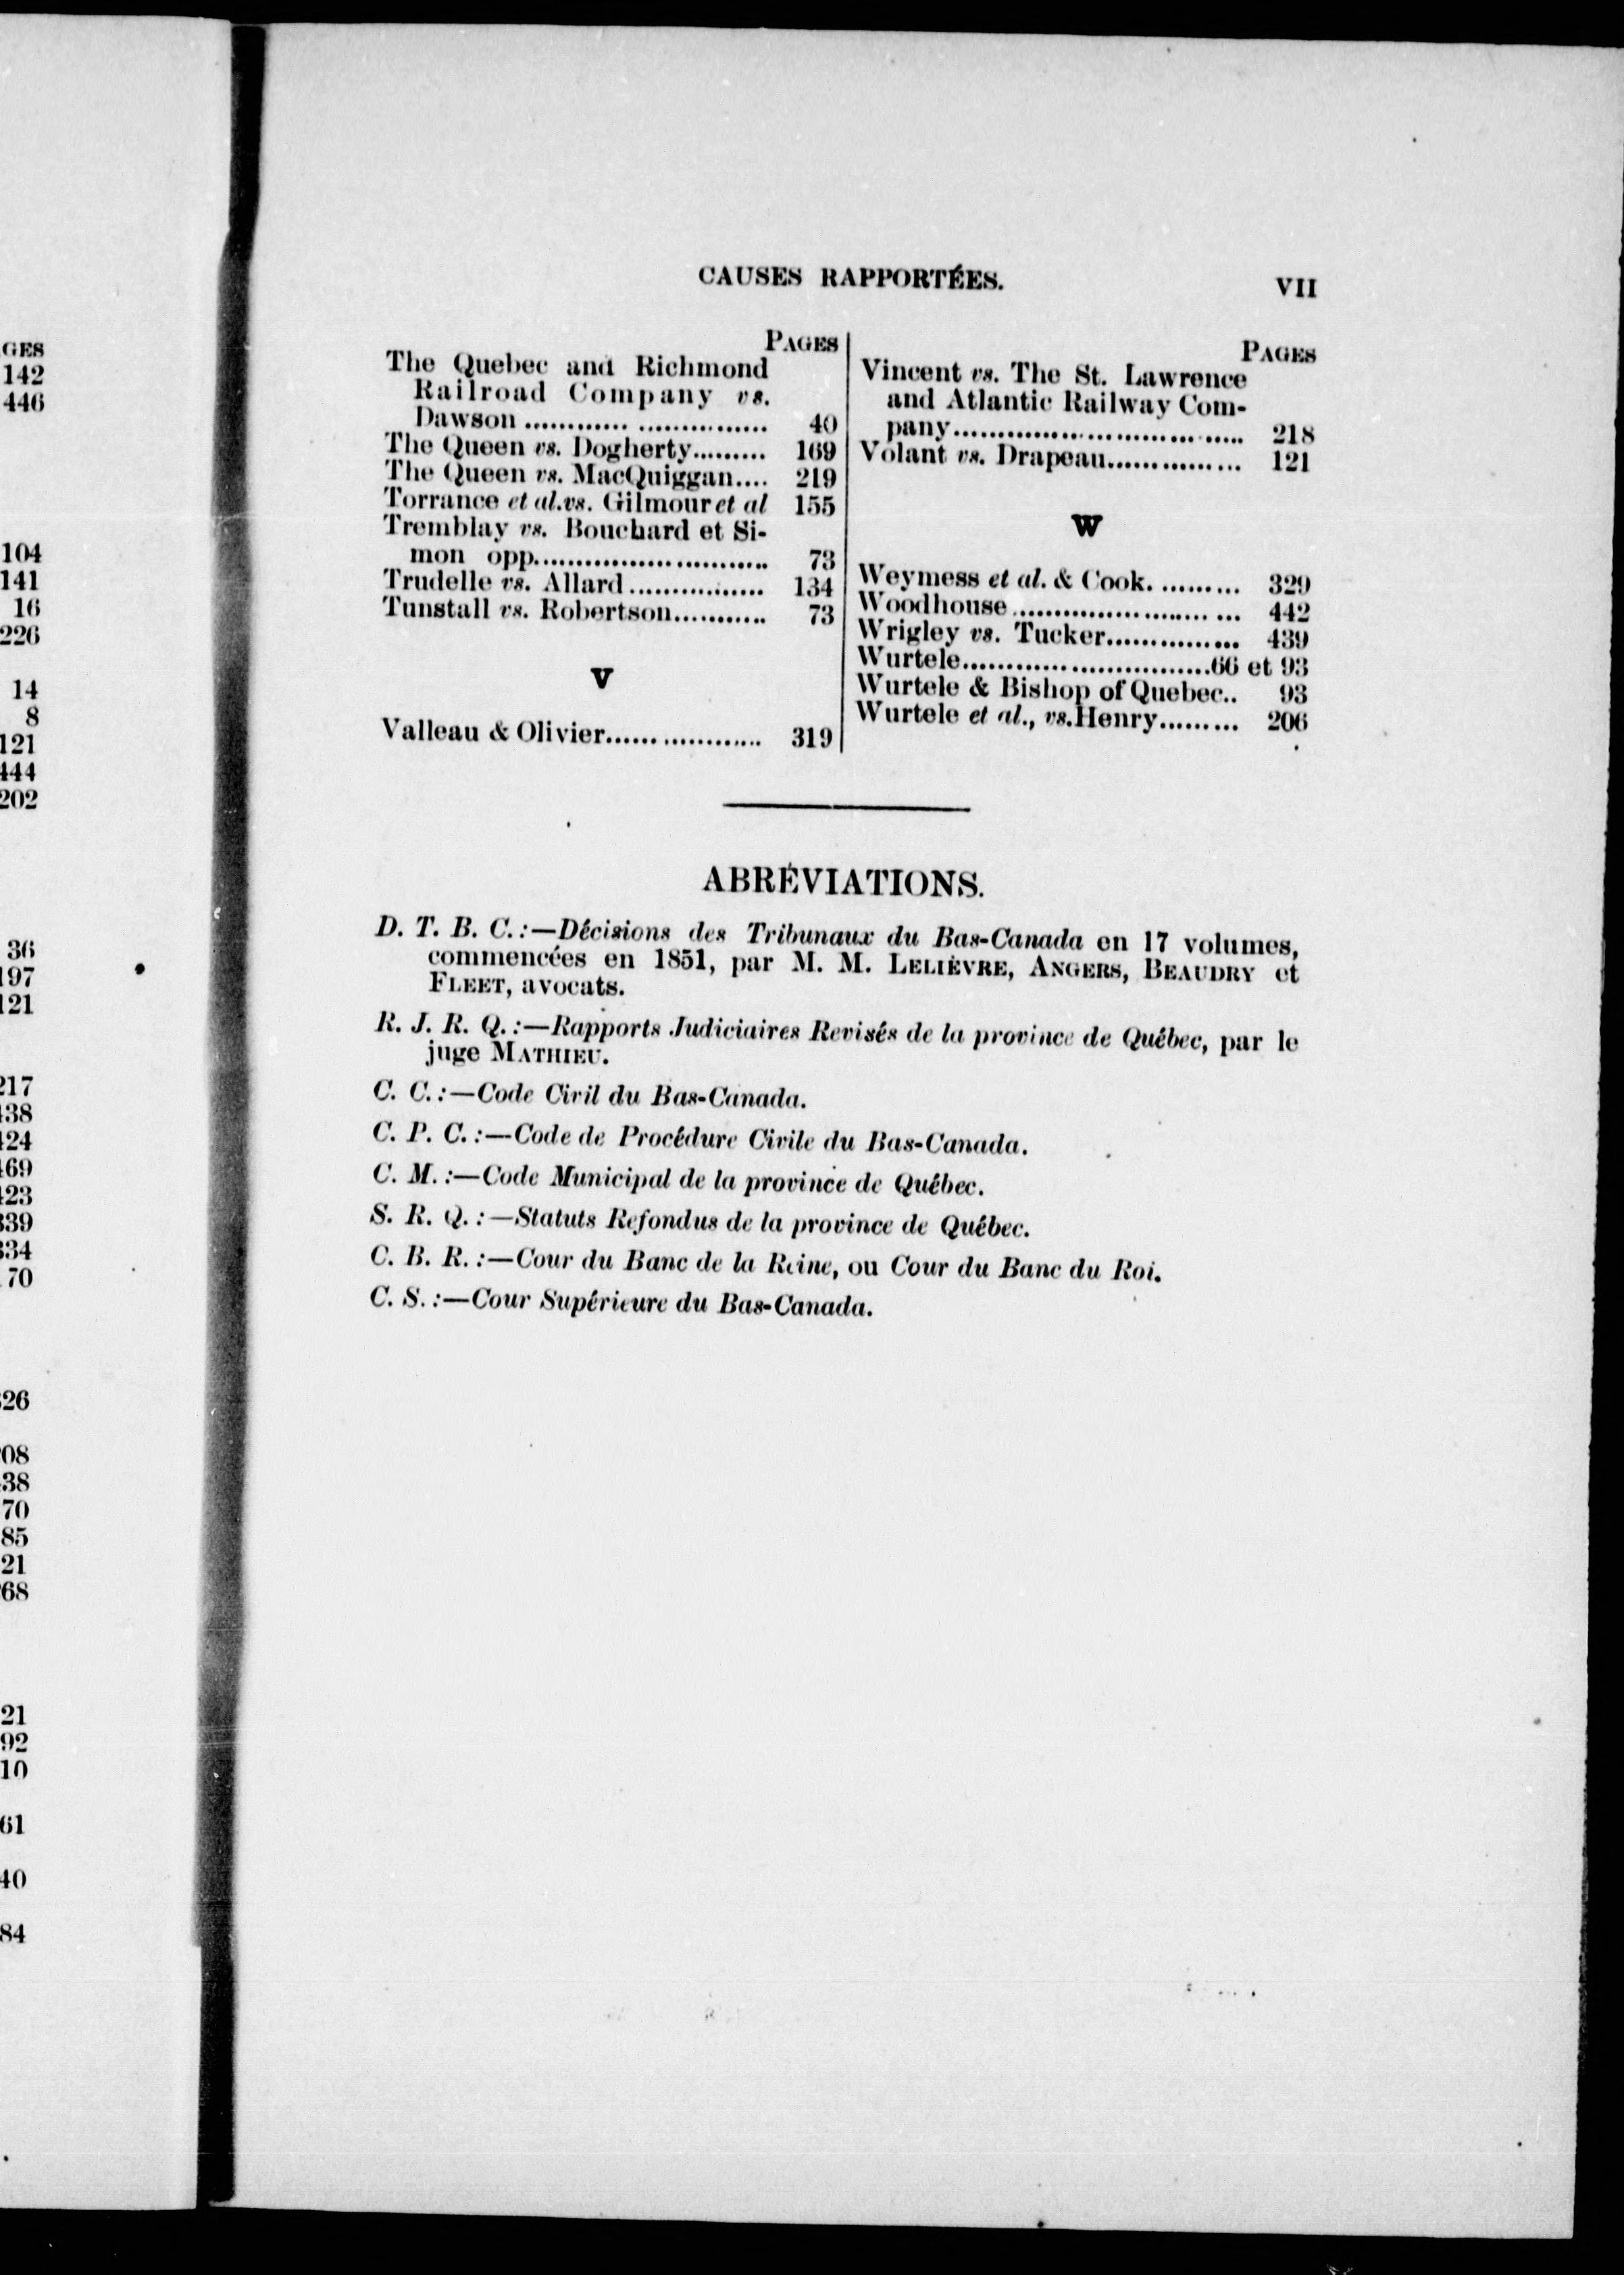 CAUSES RAPPORTÉES. VII
PAGES
The Quebec and Richmond
Railroad Company vs.
Dawson ............ ............... 40
The Queen vs. Dogherty......... 169
The Queen vs. MacQuiggan.... 219
Torrance et al. vs. Gilmour et al 155
Tremblay vs. Bouchard et Si-
mon opp........................... 73
Trudelle vs. Allard................ 134
Tunstall vs. Robertson........... 73
V
Valleau & Olivier................... 319
PAGES
Vincent vs. The St. Lawrence
and Atlantic Railway Com-
pany................................. 218
Volant vs. Drapeau............... 121
W
Weymess et al. & Cook. ......... 329
Woodhouse......................... 442
Wrigley vs. Tucker............... 439
Wurtele..............................66 et 93
Wurtele & Bishop of Quebec.. 93
Wurtele et al., vs. Henry......... 206
ABRÉVIATIONS.
D. T. B. C.:—Décisions des Tribunaux du Bas-Canada en 17 volumes,
commencées en 1851, par M. M. LELIÈVRE, ANGERS, BEAUDRY et
FLEET, avocats.
R. J. R. Q.:—Rapports Judiciaires Revisés de la province de Québec, par le
juge MATHIEU.
C. C.:—Code Civil du Bas-Canada.
C. P. C.:—Code de Procédure Civile du Bas-Canada.
C. M.:—Code Municipal de la province de Québec.
S. R. Q.:—Statuts Refondus de la province de Québec.
C. B. R.:—Cour du Banc de la Reine, ou Cour du Banc du Roi.
C. S.:—Cour Supérieure du Bas-Canada.